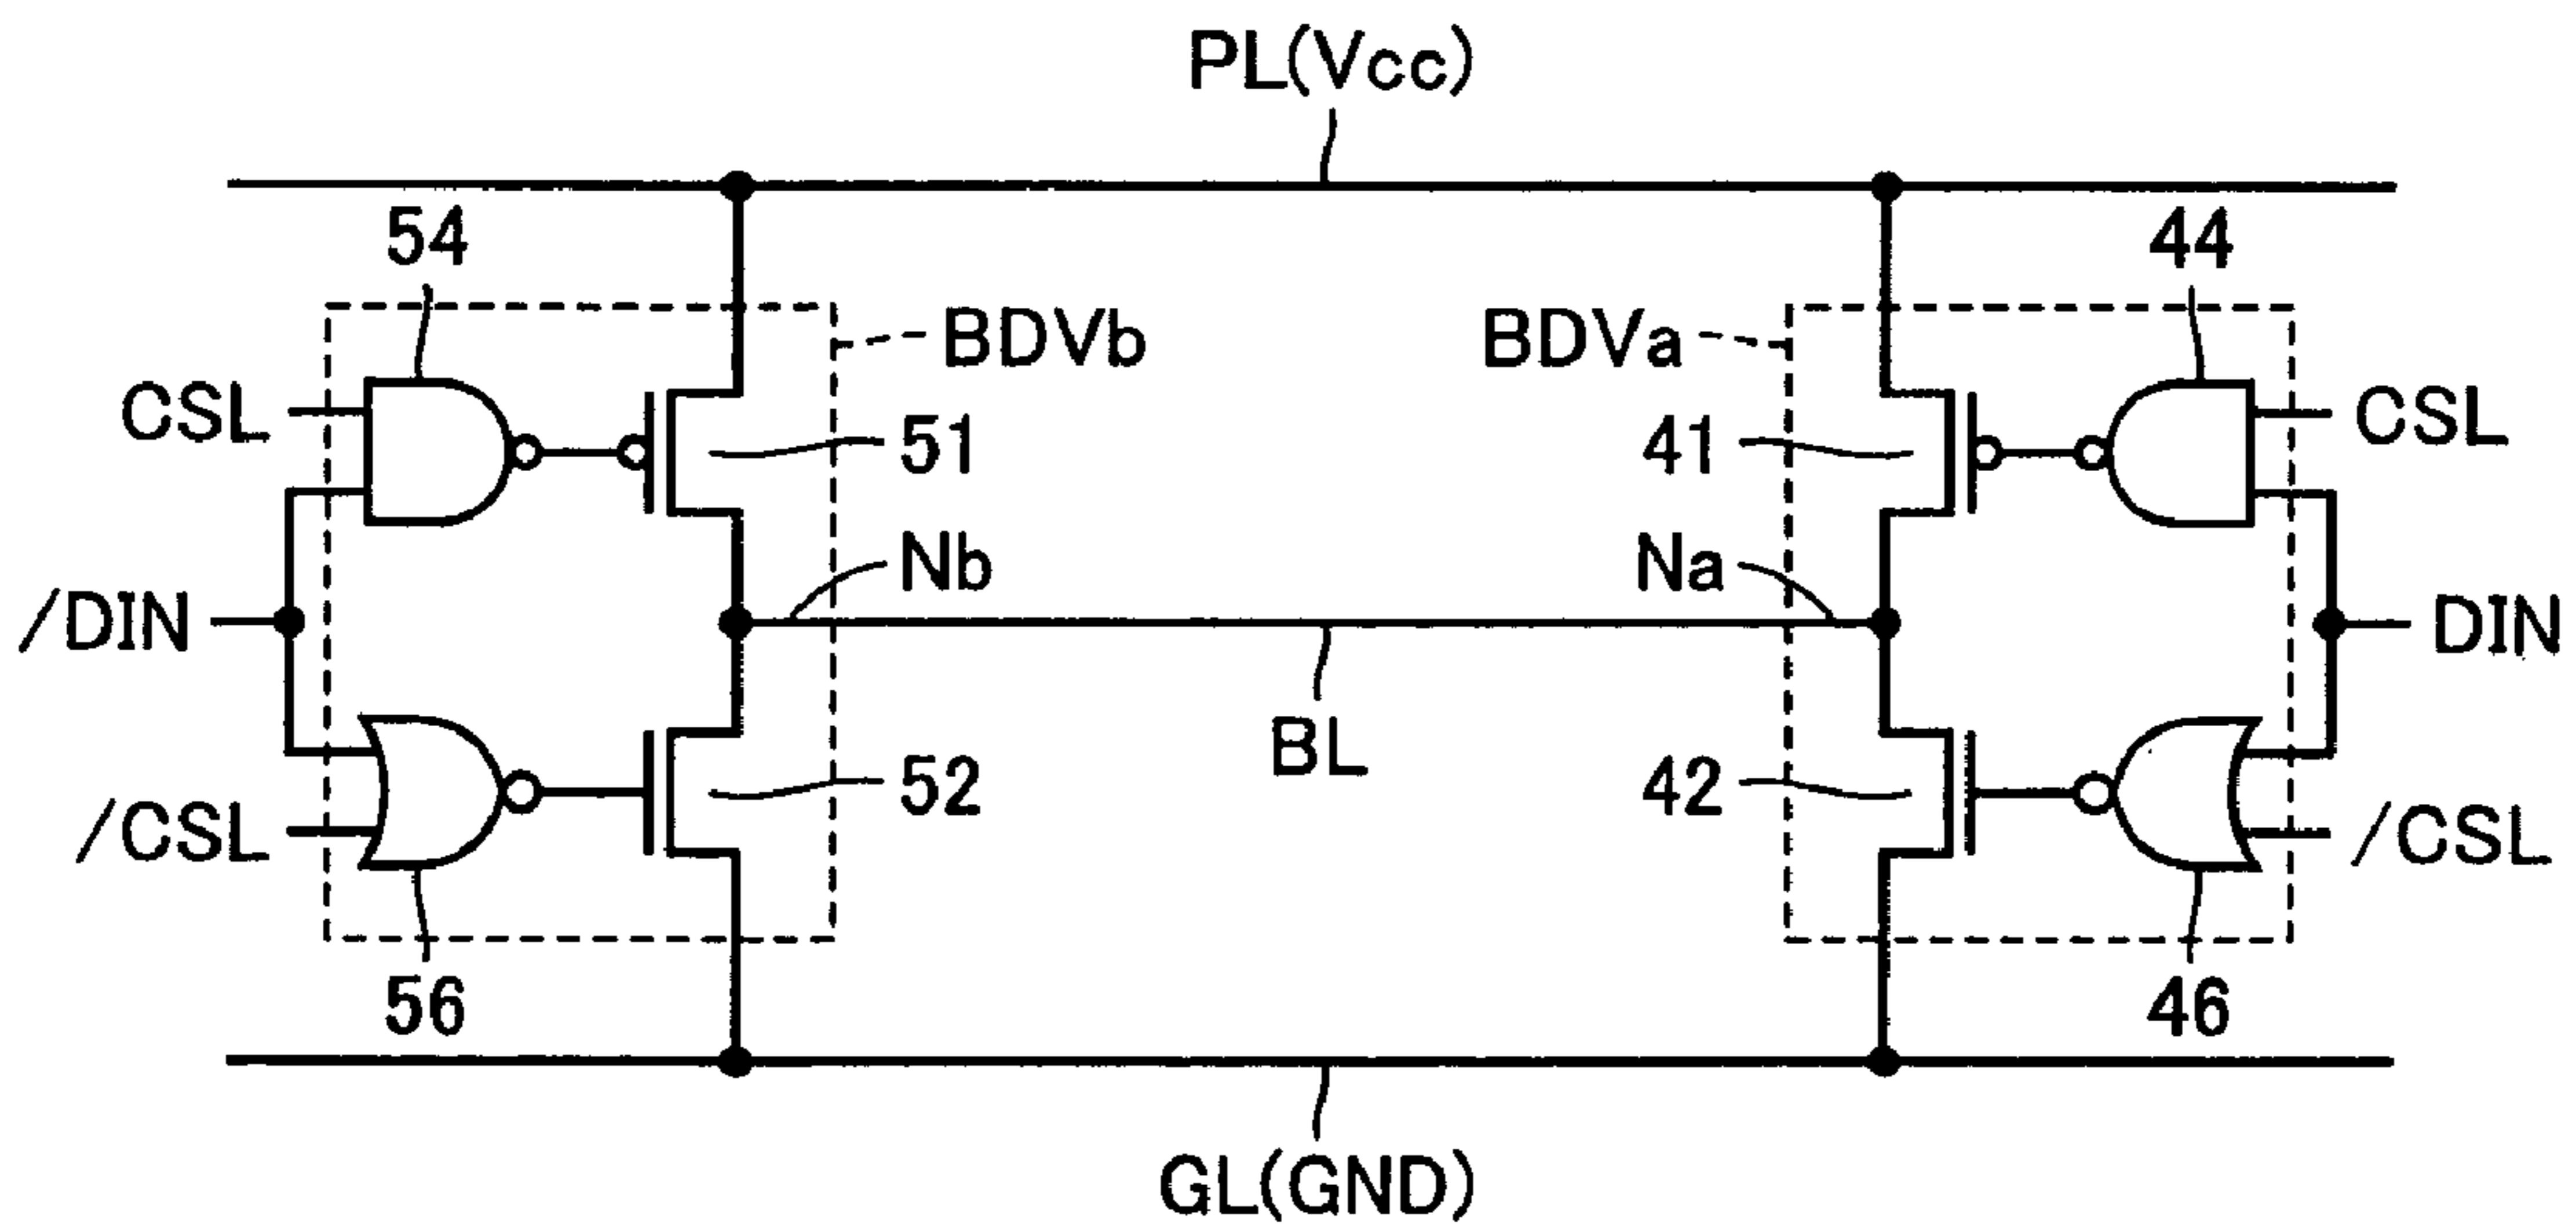 PL(Vcc)
54
44
BDVb
BDVa
CSL
51
41
CSL
Nb
Na
/DIN
DIN
BL
52
42
/CSL
/CSL
56
46
GL(GND)